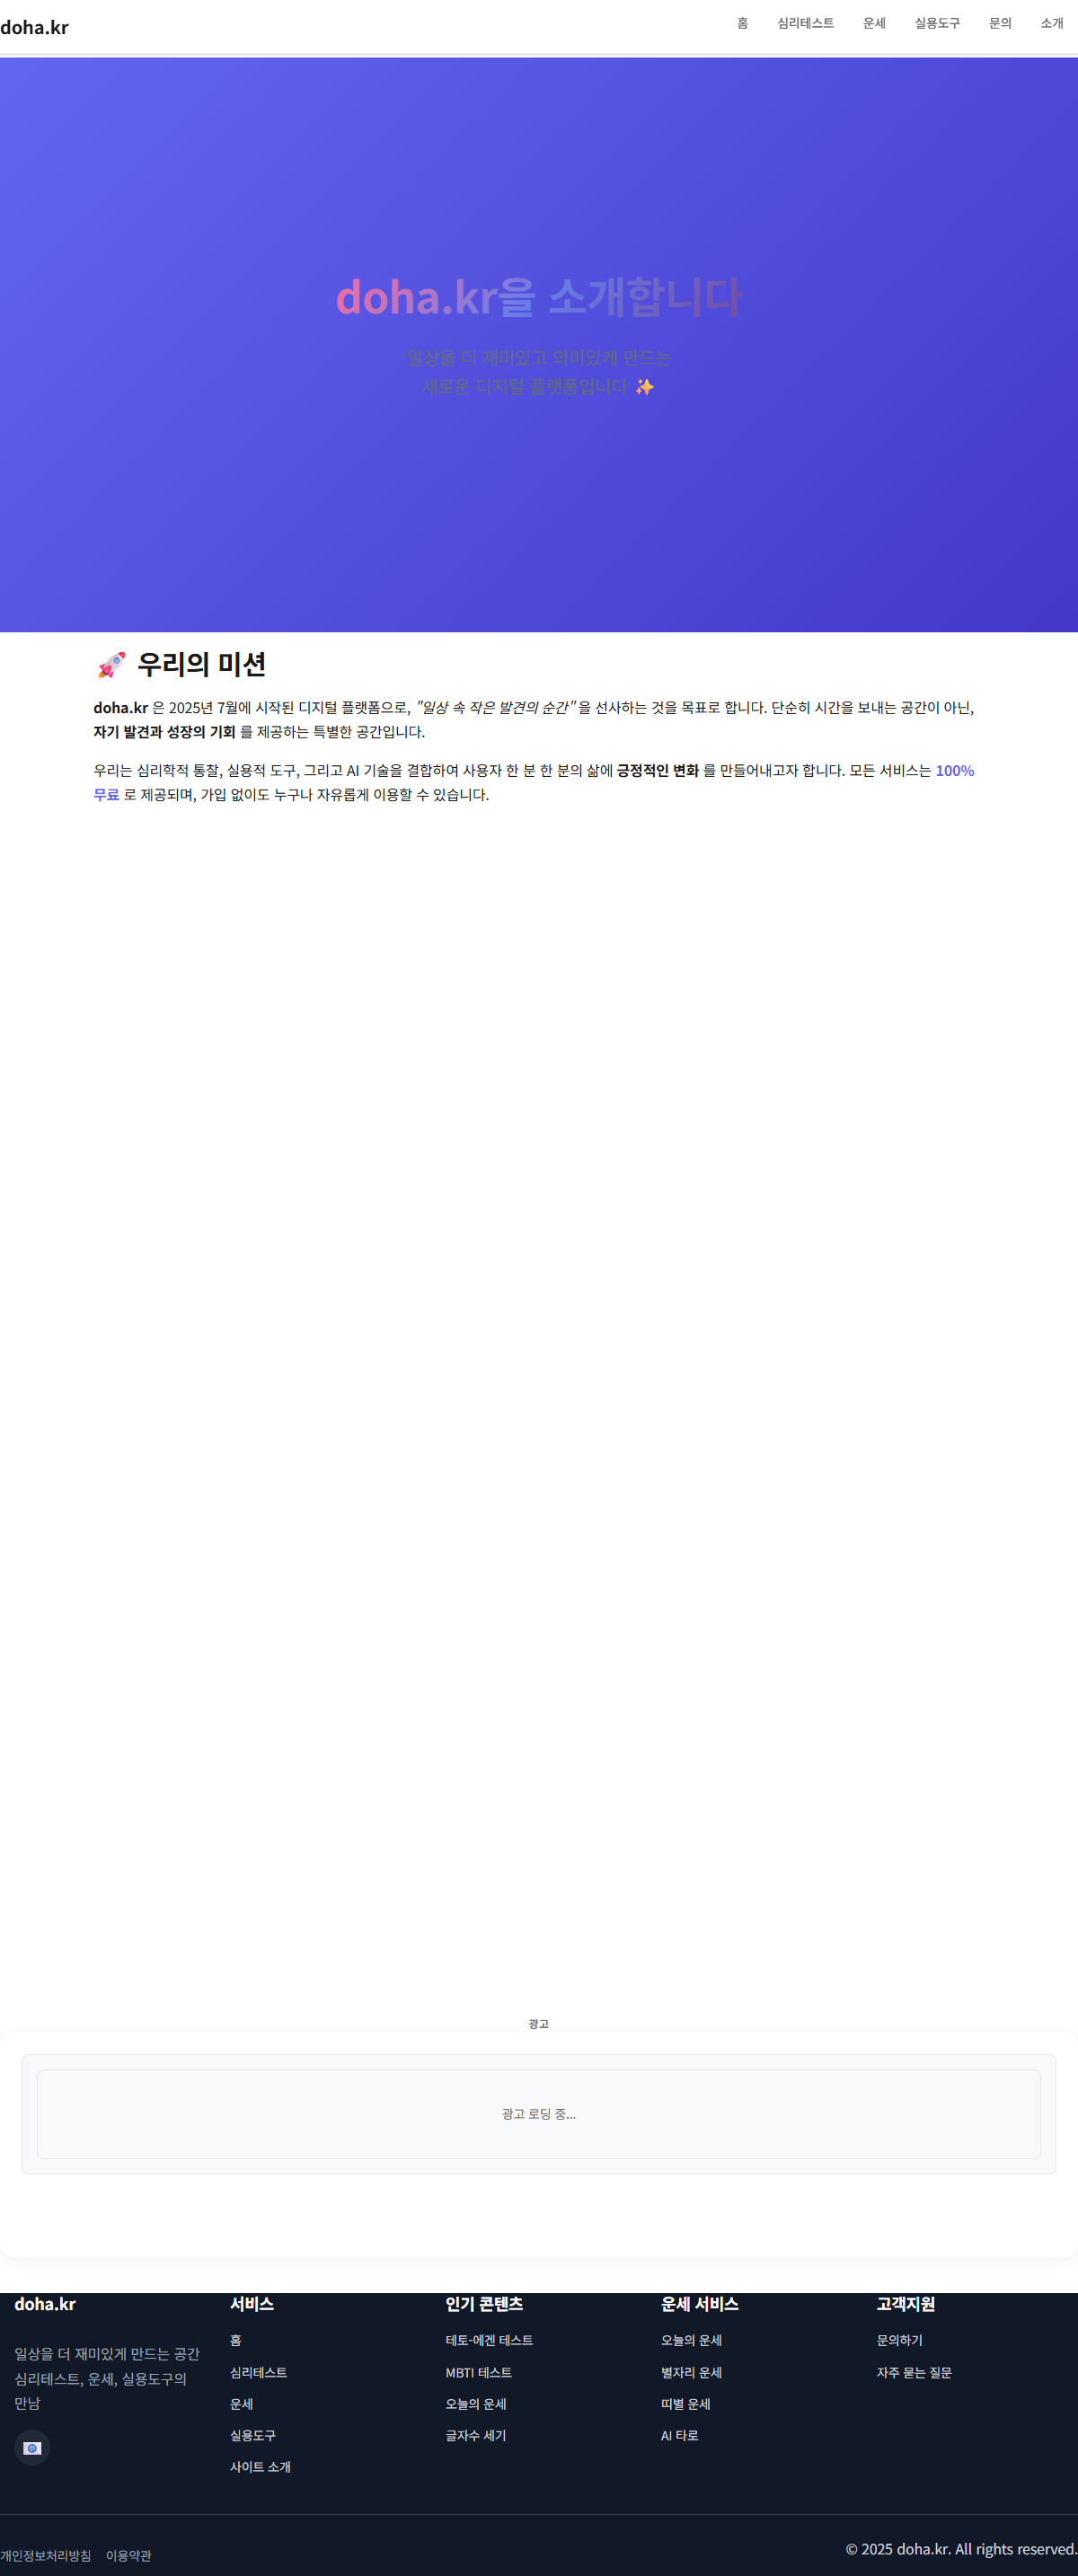 doha.kr
홈 심리테스트 운세 실용도구 문의 소개
doha.kr을 소개합니다
일상을 더 재미있고 의미있게 만드는
새로운 디지털 플랫폼입니다 ✨
🚀 우리의 미션
doha.kr 은 2025년 7월에 시작된 디지털 플랫폼으로, "일상 속 작은 발견의 순간" 을 선사하는 것을 목표로 합니다. 단순히 시간을 보내는 공간이 아닌,
자기 발견과 성장의 기회 를 제공하는 특별한 공간입니다.
우리는 심리학적 통찰, 실용적 도구, 그리고 AI 기술을 결합하여 사용자 한 분 한 분의 삶에 긍정적인 변화 를 만들어내고자 합니다. 모든 서비스는 100%
무료 로 제공되며, 가입 없이도 누구나 자유롭게 이용할 수 있습니다.
광고
광고 로딩 중...
doha.kr
일상을 더 재미있게 만드는 공간
심리테스트, 운세, 실용도구의
만남
서비스
홈
심리테스트
운세
실용도구
사이트 소개
인기 콘텐츠
테토-에겐 테스트
MBTI 테스트
오늘의 운세
글자수 세기
운세 서비스
오늘의 운세
별자리 운세
띠별 운세
AI 타로
고객지원
문의하기
자주 묻는 질문
개인정보처리방침 이용약관
© 2025 doha.kr. All rights reserved.